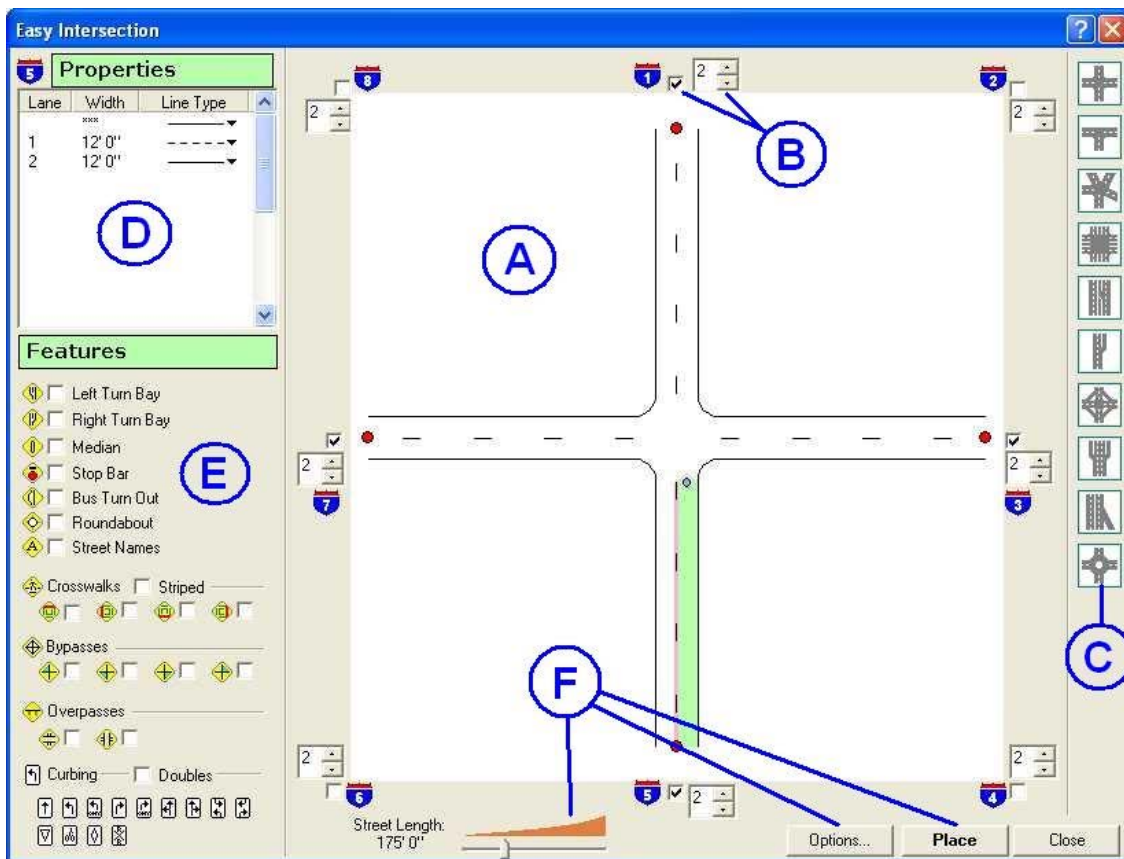 Easy Intersection
5 Properties
Lane Width Line Type
xxx
1 12' 0"
2 12' 0"
D
Features
Left Turn Bay
Right Turn Bay
Median
Stop Bar
Bus Turn Out
Roundabout
A Street Names
E
Crosswalks Striped
Bypasses
Overpasses
Curbing Doubles
8 2
1 2
2 2
B
A
7 2
3 2
C
F
6 2
5 2
4 2
Street Length:
175' 0"
Options... Place Close